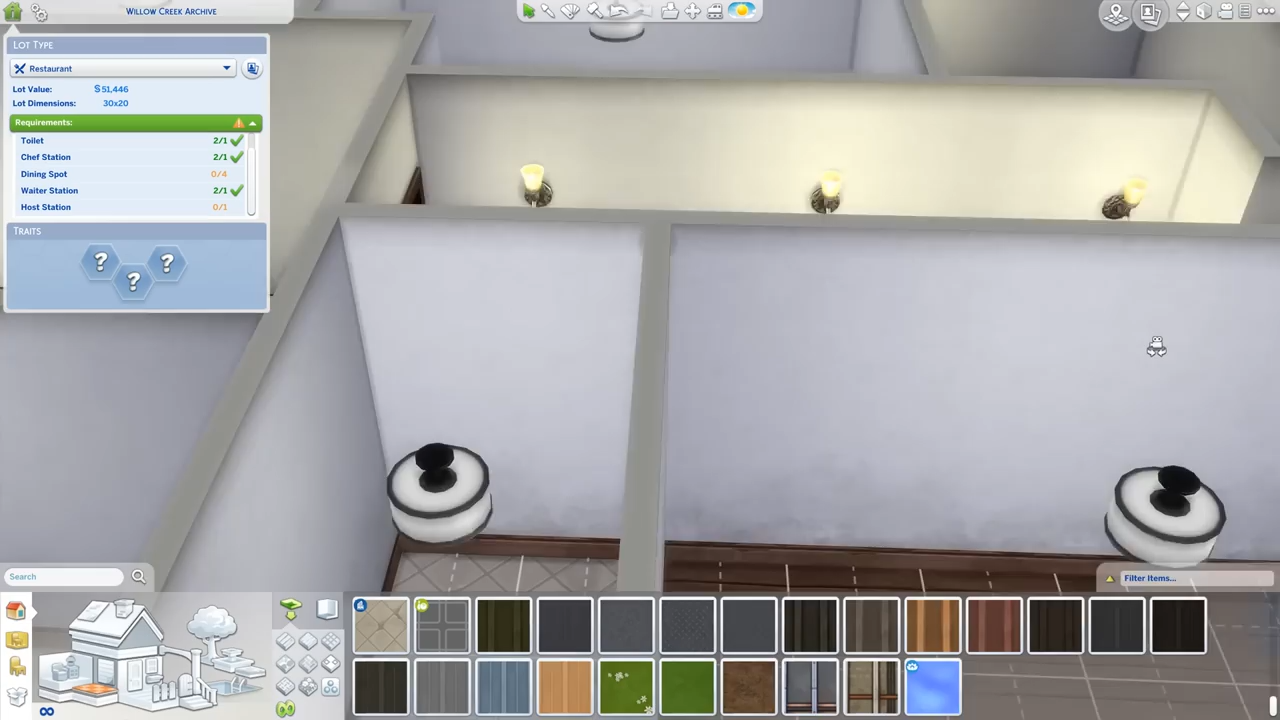 WILLOW CREEK ARCHIVE
LOT TYPE
Restaurant
Lot Value: $51,446
Lot Dimensions: 30x20
Requirements:
Toilet 2/1
Chef Station 2/1
Dining Spot 0/4
Waiter Station 2/1
Host Station 0/1
TRAITS
? ? ?
Search
Filter Items...